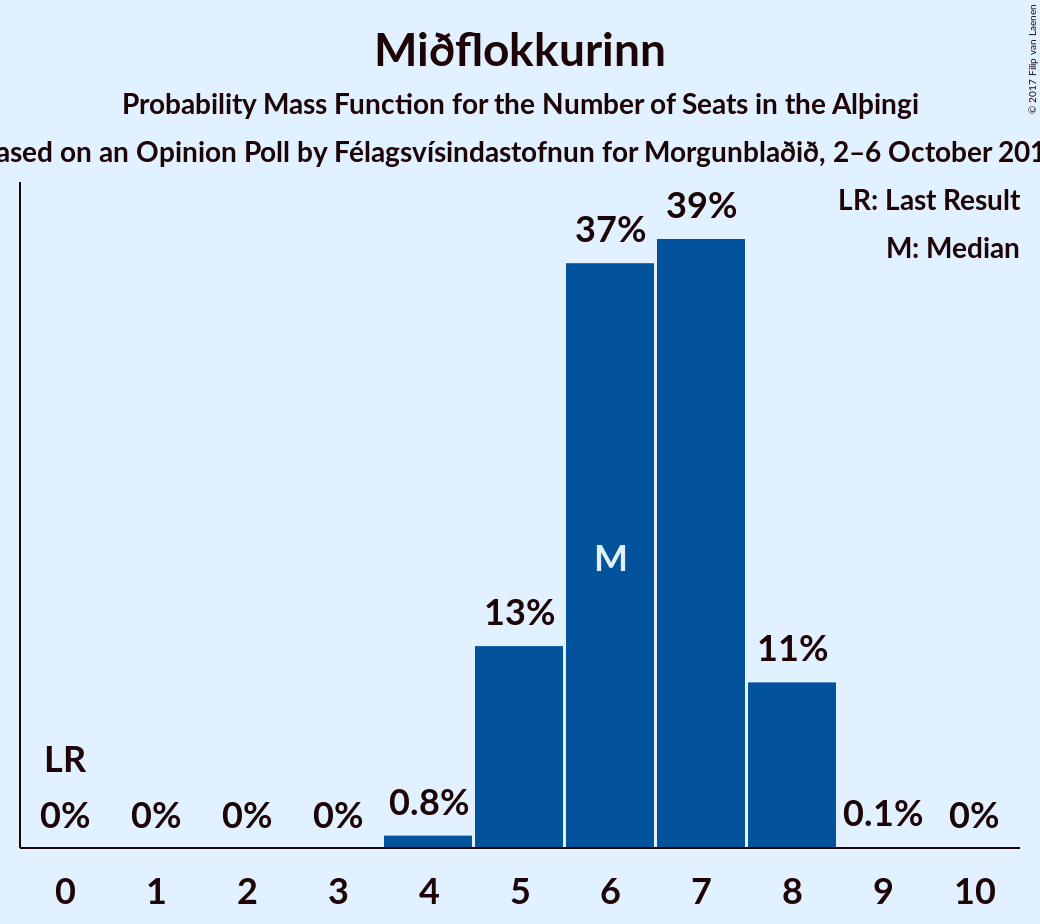 Miðflokkurinn
Probability Mass Function for the Number of Seats in the Alþingi
ased on an Opinion Poll by Félagsvísindastofnun for Morgunblaðið, 2–6 October 201
© 2017 Filip van Laenen
LR: Last Result
M: Median
39%
37%
M
13%
11%
LR
0% 0% 0% 0% 0.8% 0.1% 0%
0 1 2 3 4 5 6 7 8 9 10